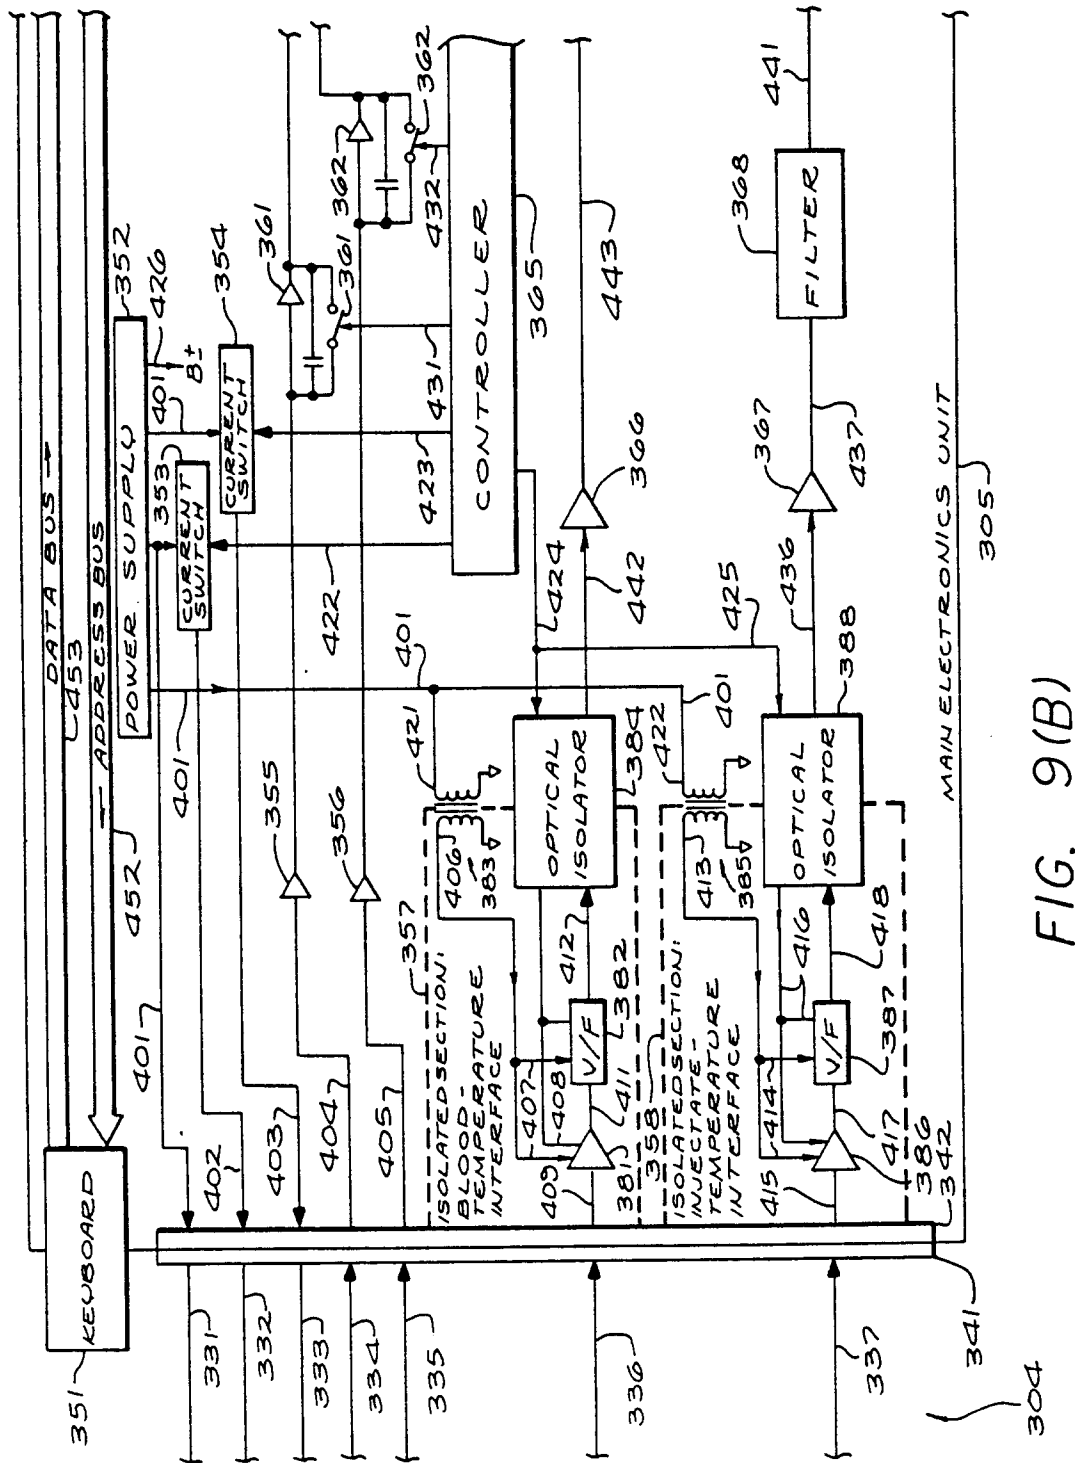 DATA BUS →
453
← ADDRESS BUS
452
KEYBOARD
351
POWER SUPPLY
352
401
401
401
426
B±
353
CURRENT
SWITCH
354
CURRENT
SWITCH
361
361
362
362
431
432
422
423
CONTROLLER
365
355
356
331
332
333
334
335
336
337
402
403
404
405
401
401
357
ISOLATED SECTION:
BLOOD-
TEMPERATURE
INTERFACE
421
406
383
OPTICAL
ISOLATOR
384
407
408
409
381
411
V/F
382
412
424
425
442
366
443
358
ISOLATED SECTION:
INJECTATE-
TEMPERATURE
INTERFACE
422
413
385
OPTICAL
ISOLATOR
388
414
415
416
417
386
V/F
387
418
436
367
437
FILTER
368
441
342
341
304
MAIN ELECTRONICS UNIT
305
FIG. 9(B)